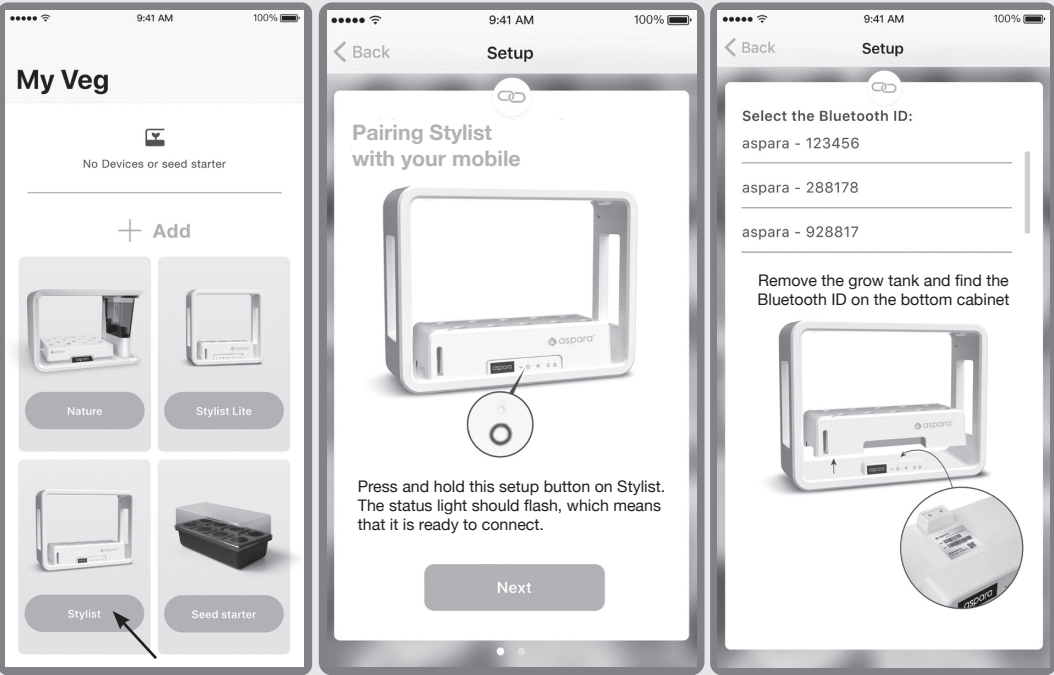 9:41 AM
100%
My Veg
No Devices or seed starter
Add
Nature
Stylist Lite
Stylist
Seed starter
9:41 AM
100%
Back
Setup
Pairing Stylist
with your mobile
aspara
aspara
Press and hold this setup button on Stylist.
The status light should flash, which means
that it is ready to connect.
Next
9:41 AM
100%
Back
Setup
Select the Bluetooth ID:
aspara - 123456
aspara - 288178
aspara - 928817
Remove the grow tank and find the
Bluetooth ID on the bottom cabinet
aspara
aspara
aspara